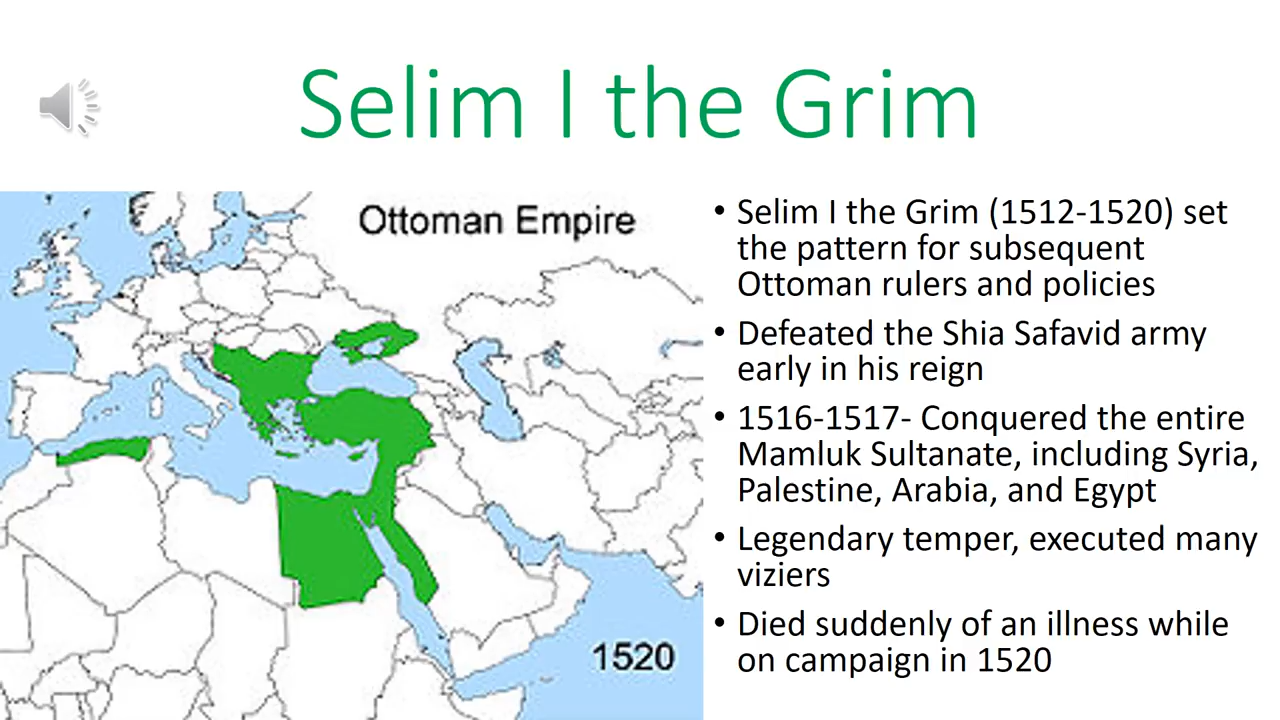 Selim I the Grim
Ottoman Empire
1520
• Selim I the Grim (1512-1520) set
the pattern for subsequent
Ottoman rulers and policies
• Defeated the Shia Safavid army
early in his reign
• 1516-1517- Conquered the entire
Mamluk Sultanate, including Syria,
Palestine, Arabia, and Egypt
• Legendary temper, executed many
viziers
• Died suddenly of an illness while
on campaign in 1520